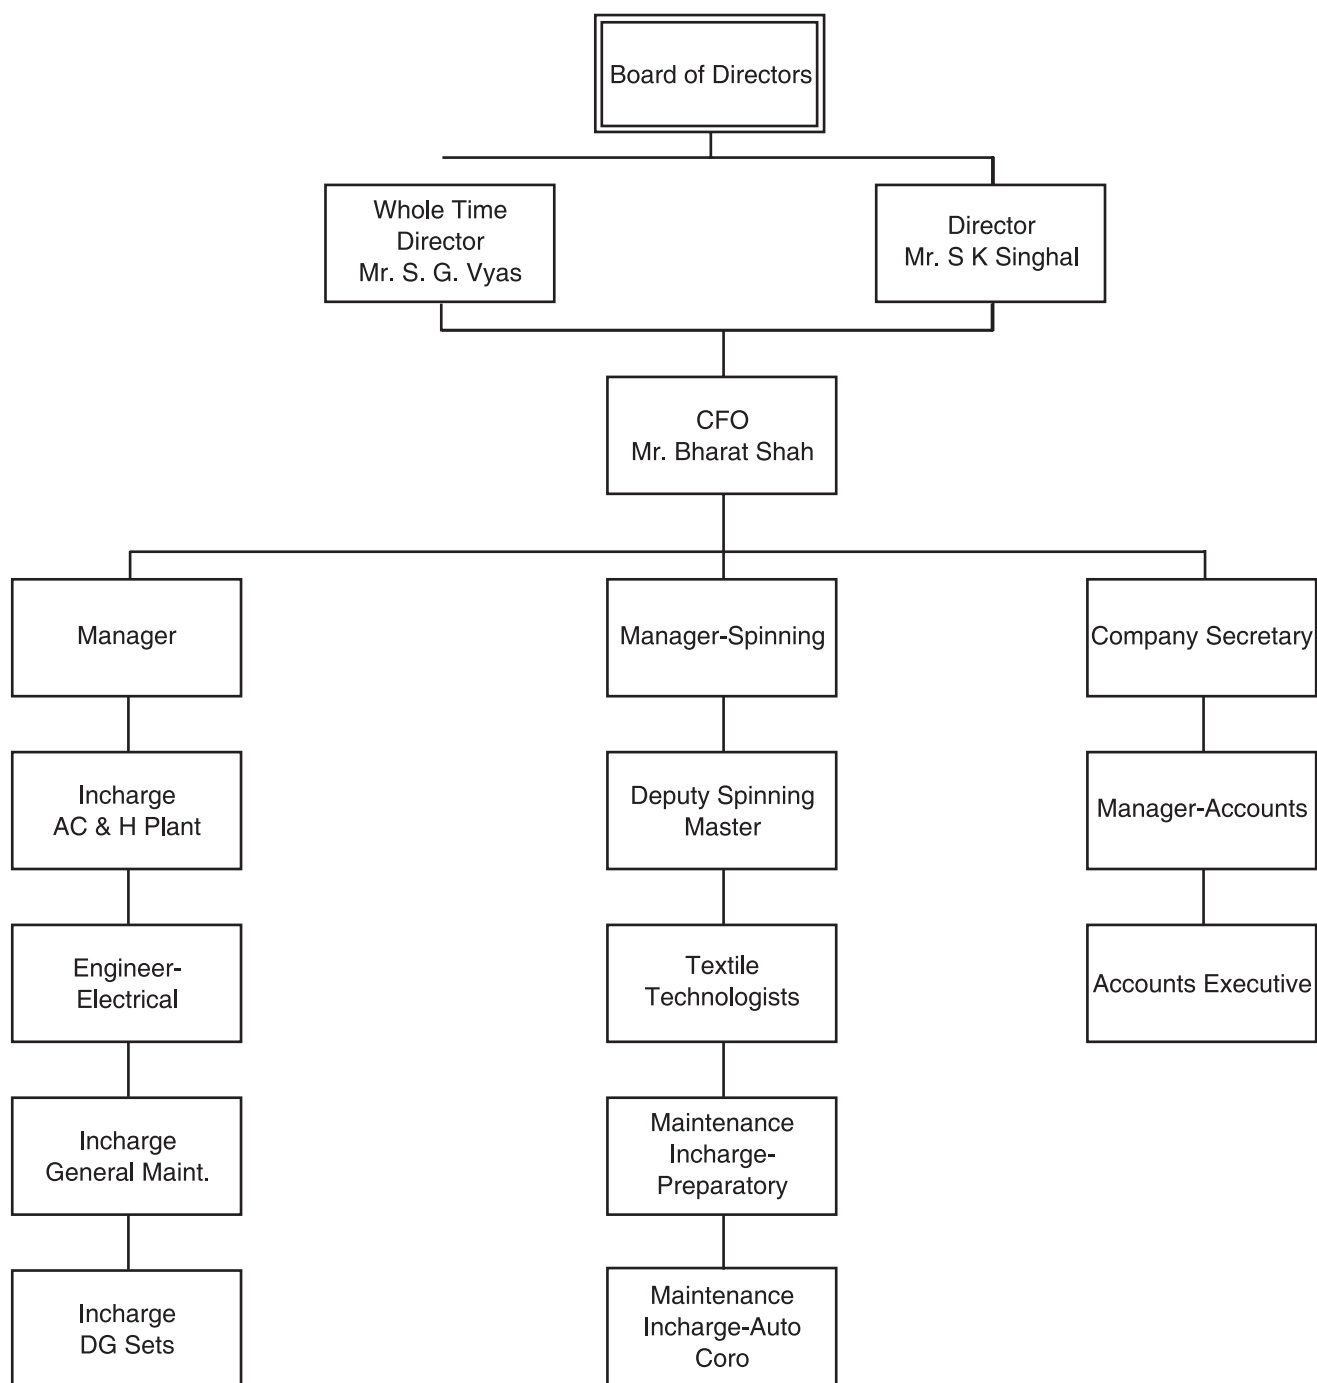 Board of Directors
Whole Time
Director
Mr. S. G. Vyas
Director
Mr. S K Singhal
CFO
Mr. Bharat Shah
Manager
Manager-Spinning
Company Secretary
Incharge
AC & H Plant
Deputy Spinning
Master
Manager-Accounts
Engineer-
Electrical
Textile
Technologists
Accounts Executive
Incharge
General Maint.
Maintenance
Incharge-
Preparatory
Incharge
DG Sets
Maintenance
Incharge-Auto
Coro